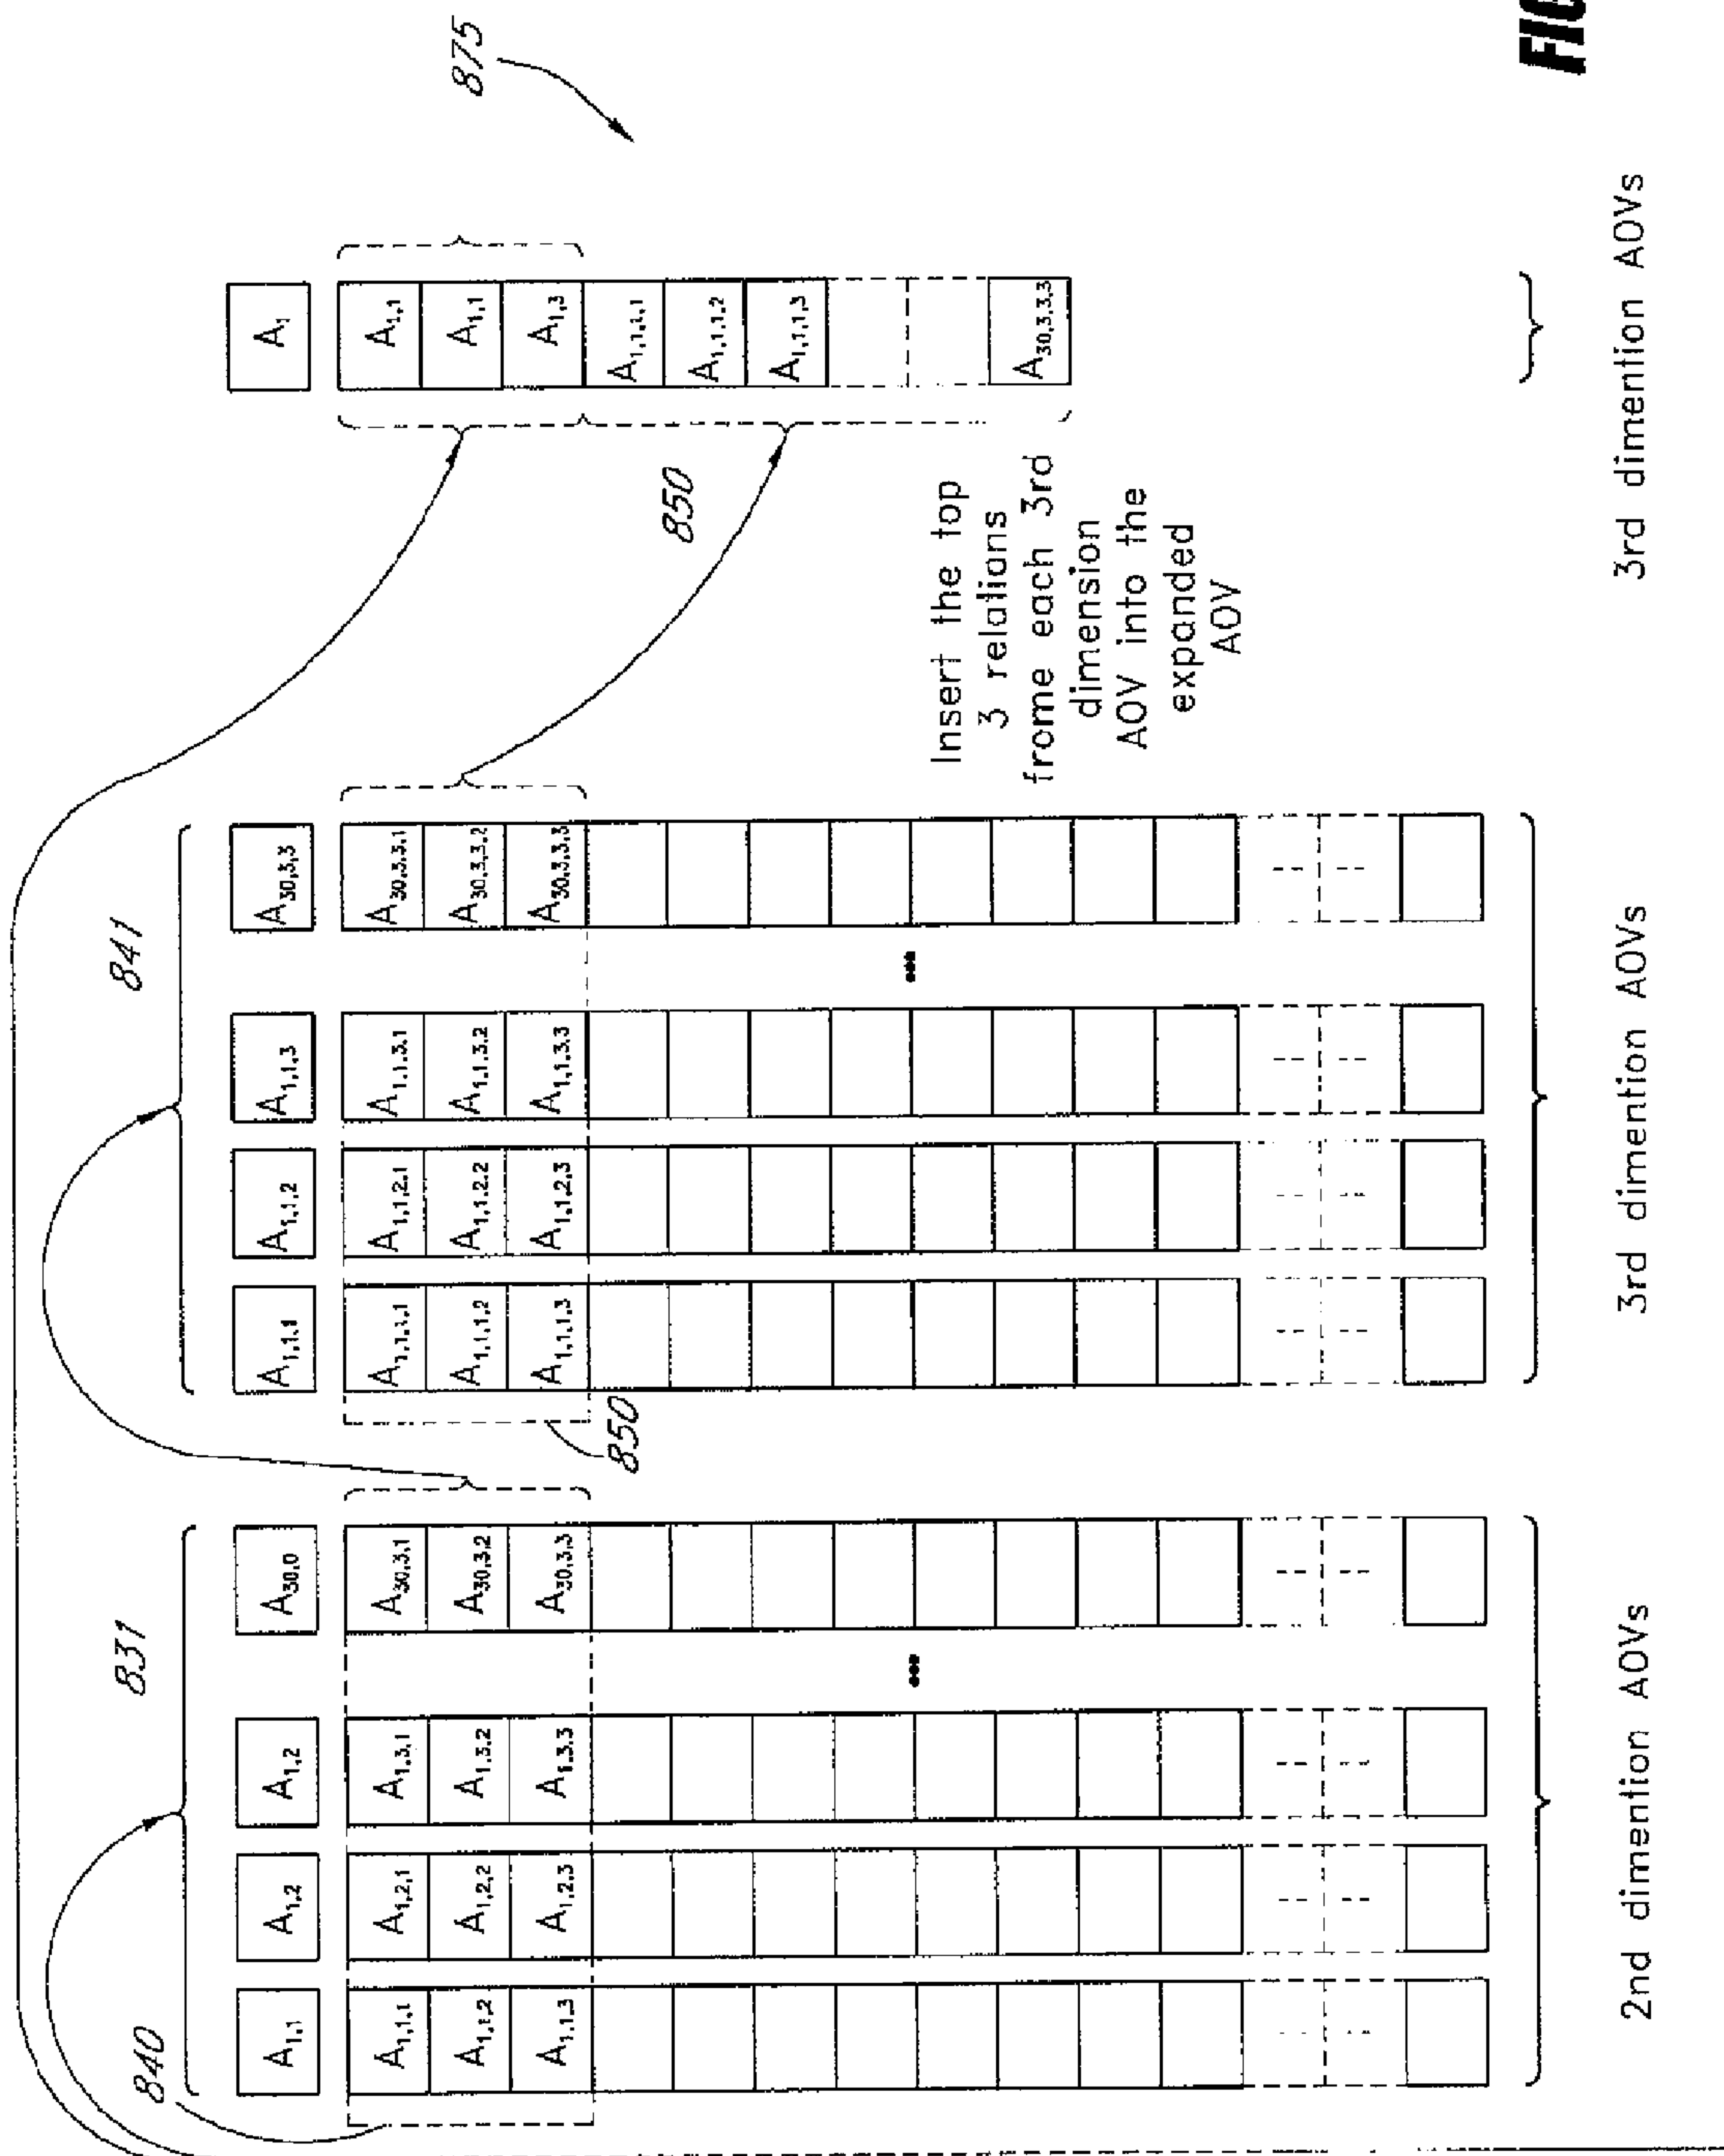 840
831
841
875
A1,1
A1,2
A1,2
A30,0
A1,1,1
A1,1,2
A1,1,3
A30,3,3
A1
A1,1,1
A1,2,1
A1,3,1
A30,3,1
A1,1,1,1
A1,1,2,1
A1,1,3,1
A30,3,3,1
A1,1
A1,1,2
A1,2,2
A1,3,2
A30,3,2
A1,1,1,2
A1,1,2,2
A1,1,3,2
A30,3,3,2
A1,1
A1,1,3
A1,2,3
A1,3,3
A30,3,3
A1,1,1,3
A1,1,2,3
A1,1,3,3
A30,3,3,3
A1,3
A1,1,1,1
A1,1,1,2
A1,1,1,3
A30,3,3,3
850
850
Insert the top
3 relations
frome each 3rd
dimension
AOV into the
expanded
AOV
2nd dimention AOVs
3rd dimention AOVs
3rd dimention AOVs